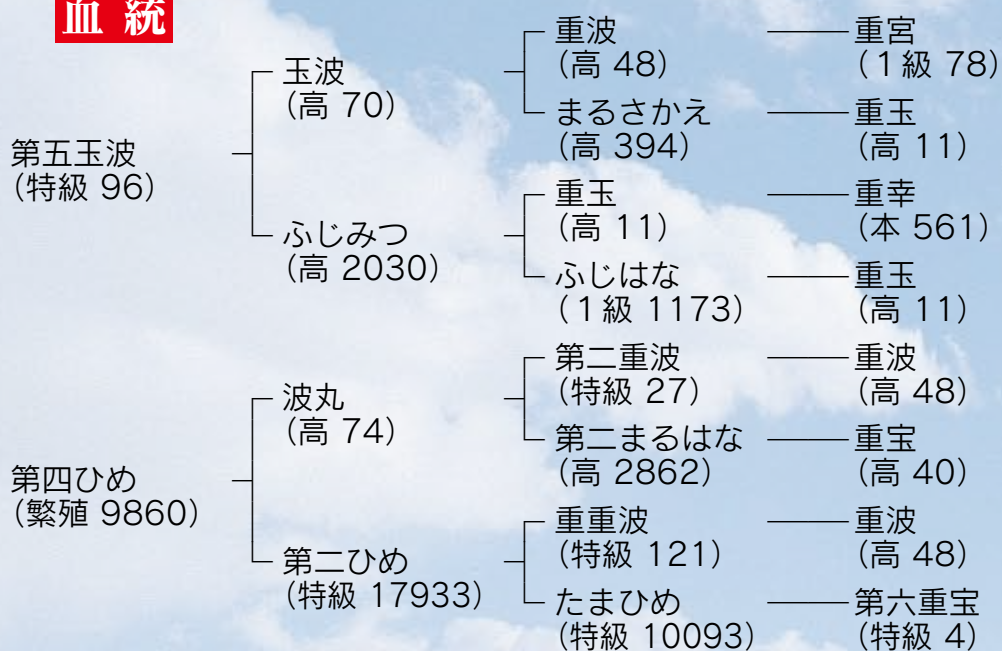 血統
第五玉波
(特級 96)
玉波
(高 70)
ふじみつ
(高 2030)
重波
(高 48)
まるさかえ
(高 394)
重玉
(高 11)
ふじはな
(1級 1173)
重宮
(1級 78)
重玉
(高 11)
重幸
(本 561)
重玉
(高 11)
第四ひめ
(繁殖 9860)
波丸
(高 74)
第二ひめ
(特級 17933)
第二重波
(特級 27)
第二まるはな
(高 2862)
重重波
(特級 121)
たまひめ
(特級 10093)
重波
(高 48)
重宝
(高 40)
重波
(高 48)
第六重宝
(特級 4)